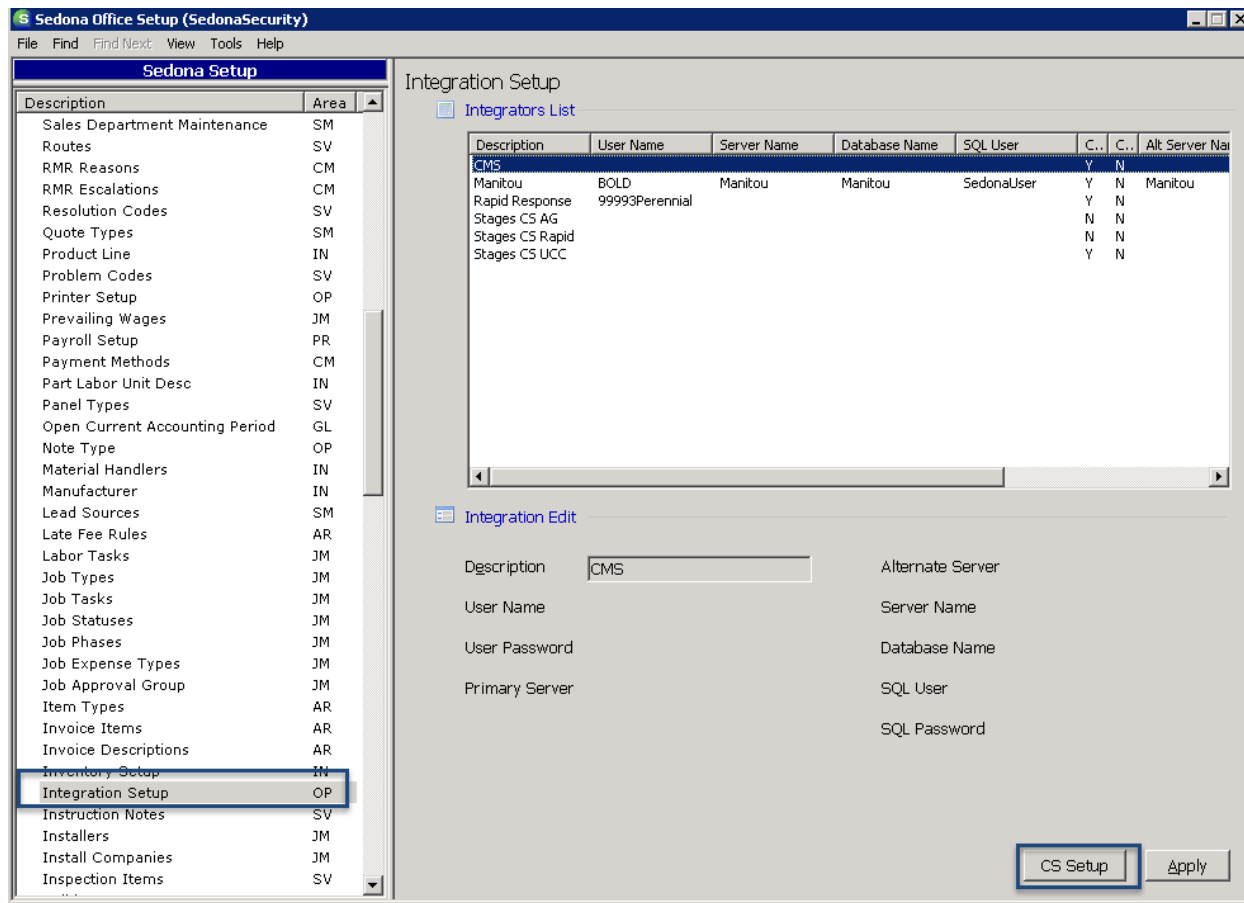 Sedona Office Setup (SedonaSecurity)
File Find Find Next View Tools Help
Sedona Setup
Description Area
Sales Department Maintenance SM
Routes SV
RMR Reasons CM
RMR Escalations CM
Resolution Codes SV
Quote Types SM
Product Line IN
Problem Codes SV
Printer Setup OP
Prevailing Wages JM
Payroll Setup PR
Payment Methods CM
Part Labor Unit Desc IN
Panel Types SV
Open Current Accounting Period GL
Note Type OP
Material Handlers IN
Manufacturer IN
Lead Sources SM
Late Fee Rules AR
Labor Tasks JM
Job Types JM
Job Tasks JM
Job Statuses JM
Job Phases JM
Job Expense Types JM
Job Approval Group JM
Item Types AR
Invoice Items AR
Invoice Descriptions AR
Inventory Setup IN
Integration Setup OP
Instruction Notes SV
Installers JM
Install Companies JM
Inspection Items SV
Integration Setup
Integrators List
Description User Name Server Name Database Name SQL User C.. C.. Alt Server Nar
CMS Y N
Manitou BOLD Manitou Manitou SedonaUser Y N Manitou
Rapid Response 99993Perennial Y N
Stages CS AG N N
Stages CS Rapid N N
Stages CS UCC Y N
Integration Edit
Description CMS Alternate Server
User Name Server Name
User Password Database Name
Primary Server SQL User
SQL Password
CS Setup Apply